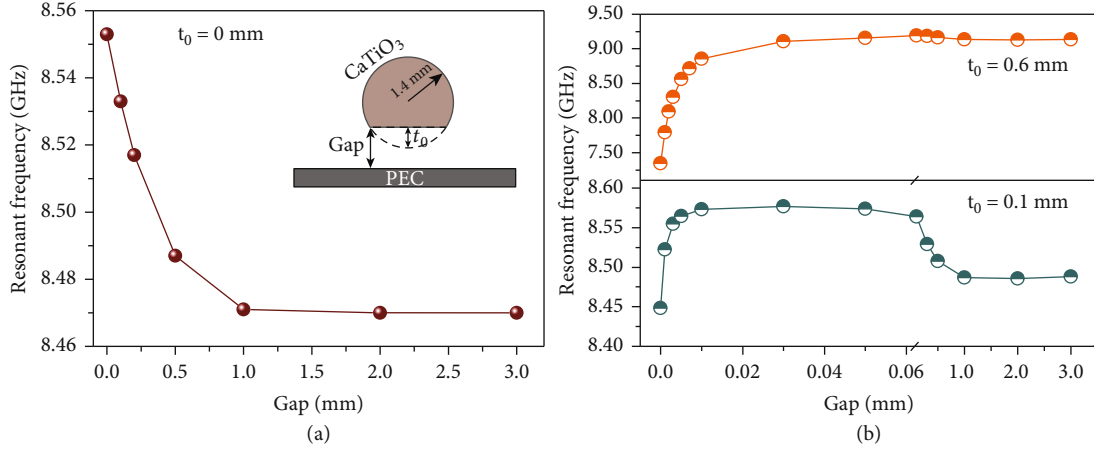 t₀ = 0 mm
CaTiO₃
1.4 mm
t₀
Gap
PEC
8.56
8.54
8.52
8.50
8.48
8.46
Resonant frequency (GHz)
0.0 0.5 1.0 2.0 2.5 3.0
Gap (mm)
(a)
9.50
9.00
8.50
8.00
7.50
t₀ = 0.6 mm
8.60
8.55
8.50
8.45
8.40
t₀ = 0.1 mm
Resonant frequency (GHz)
0.0 0.02 0.04 0.06 1.0 2.0 3.0
Gap (mm)
(b)